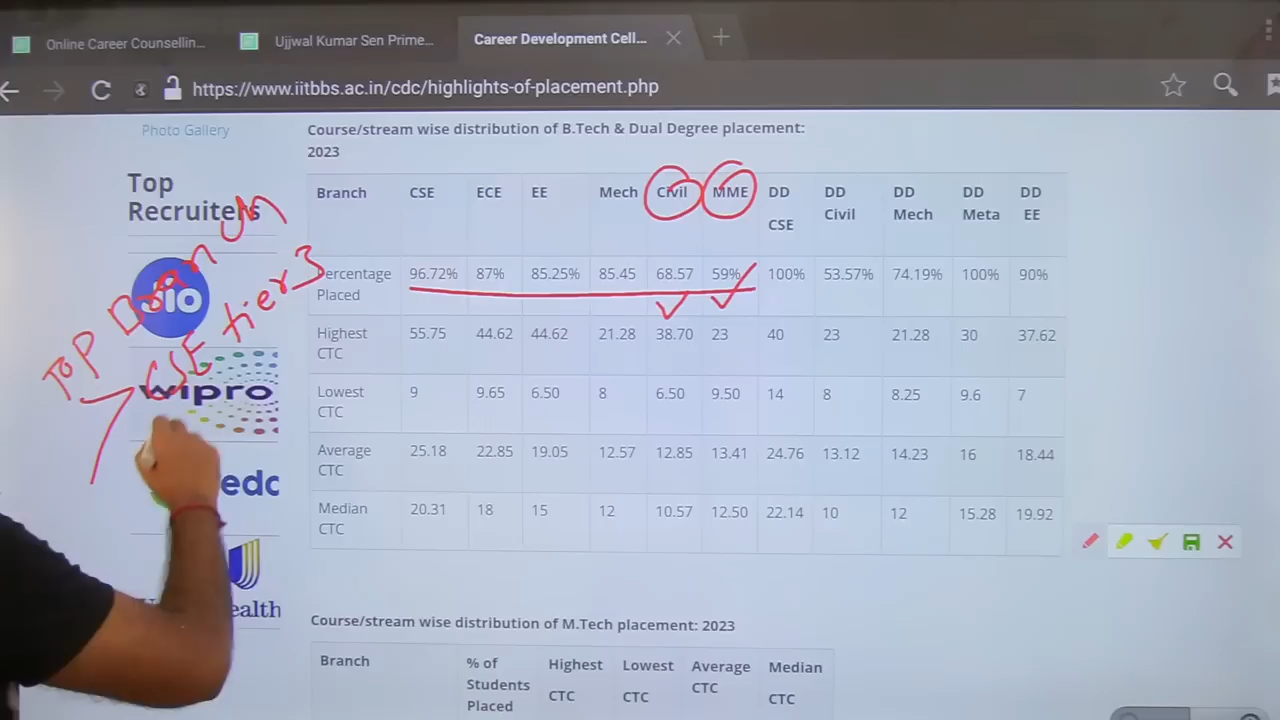 Online Career Counsellin...
Ujjwal Kumar Sen Prime...
Career Development Cell...
https://www.iitbbs.ac.in/cdc/highlights-of-placement.php
Photo Gallery
Top
Recruiters
Jio
wipro
edc
ealth
TOP Branch
CSE tier 3
Course/stream wise distribution of B.Tech & Dual Degree placement:
2023
Branch CSE ECE EE Mech Civil MME DD CSE DD Civil DD Mech DD Meta DD EE
Percentage Placed 96.72% 87% 85.25% 85.45 68.57 59% 100% 53.57% 74.19% 100% 90%
Highest CTC 55.75 44.62 44.62 21.28 38.70 23 40 23 21.28 30 37.62
Lowest CTC 9 9.65 6.50 8 6.50 9.50 14 8 8.25 9.6 7
Average CTC 25.18 22.85 19.05 12.57 12.85 13.41 24.76 13.12 14.23 16 18.44
Median CTC 20.31 18 15 12 10.57 12.50 22.14 10 12 15.28 19.92
Course/stream wise distribution of M.Tech placement: 2023
Branch % of Students Placed Highest CTC Lowest CTC Average CTC Median CTC